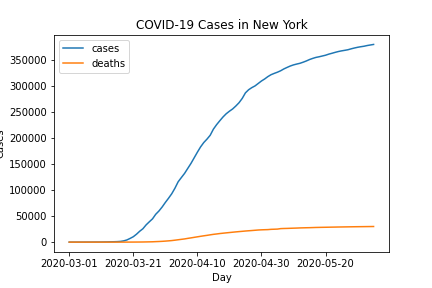 COVID-19 Cases in New York
cases
deaths
350000
300000
250000
200000
150000
100000
50000
0
cases
2020-03-01 2020-03-21 2020-04-10 2020-04-30 2020-05-20
Day